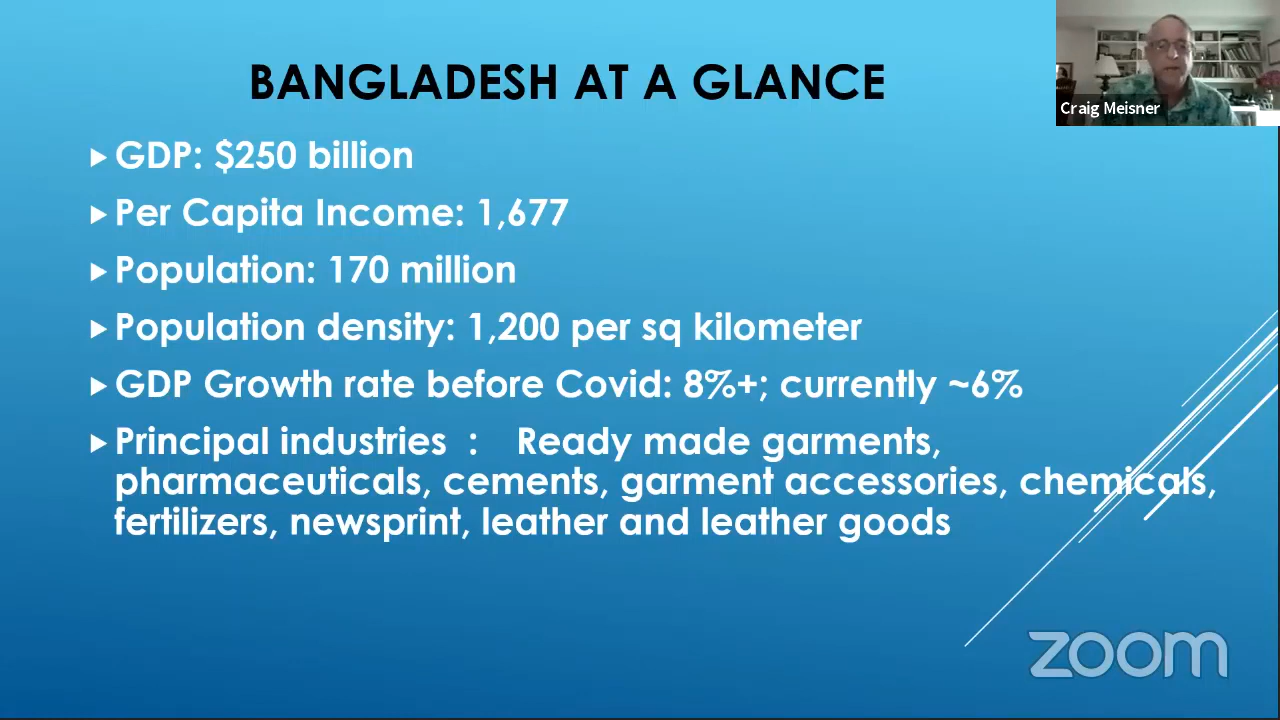 BANGLADESH AT A GLANCE
Craig Meisner
GDP: $250 billion
Per Capita Income: 1,677
Population: 170 million
Population density: 1,200 per sq kilometer
GDP Growth rate before Covid: 8%+; currently ~6%
Principal industries : Ready made garments,
pharmaceuticals, cements, garment accessories, chemicals,
fertilizers, newsprint, leather and leather goods
zoom